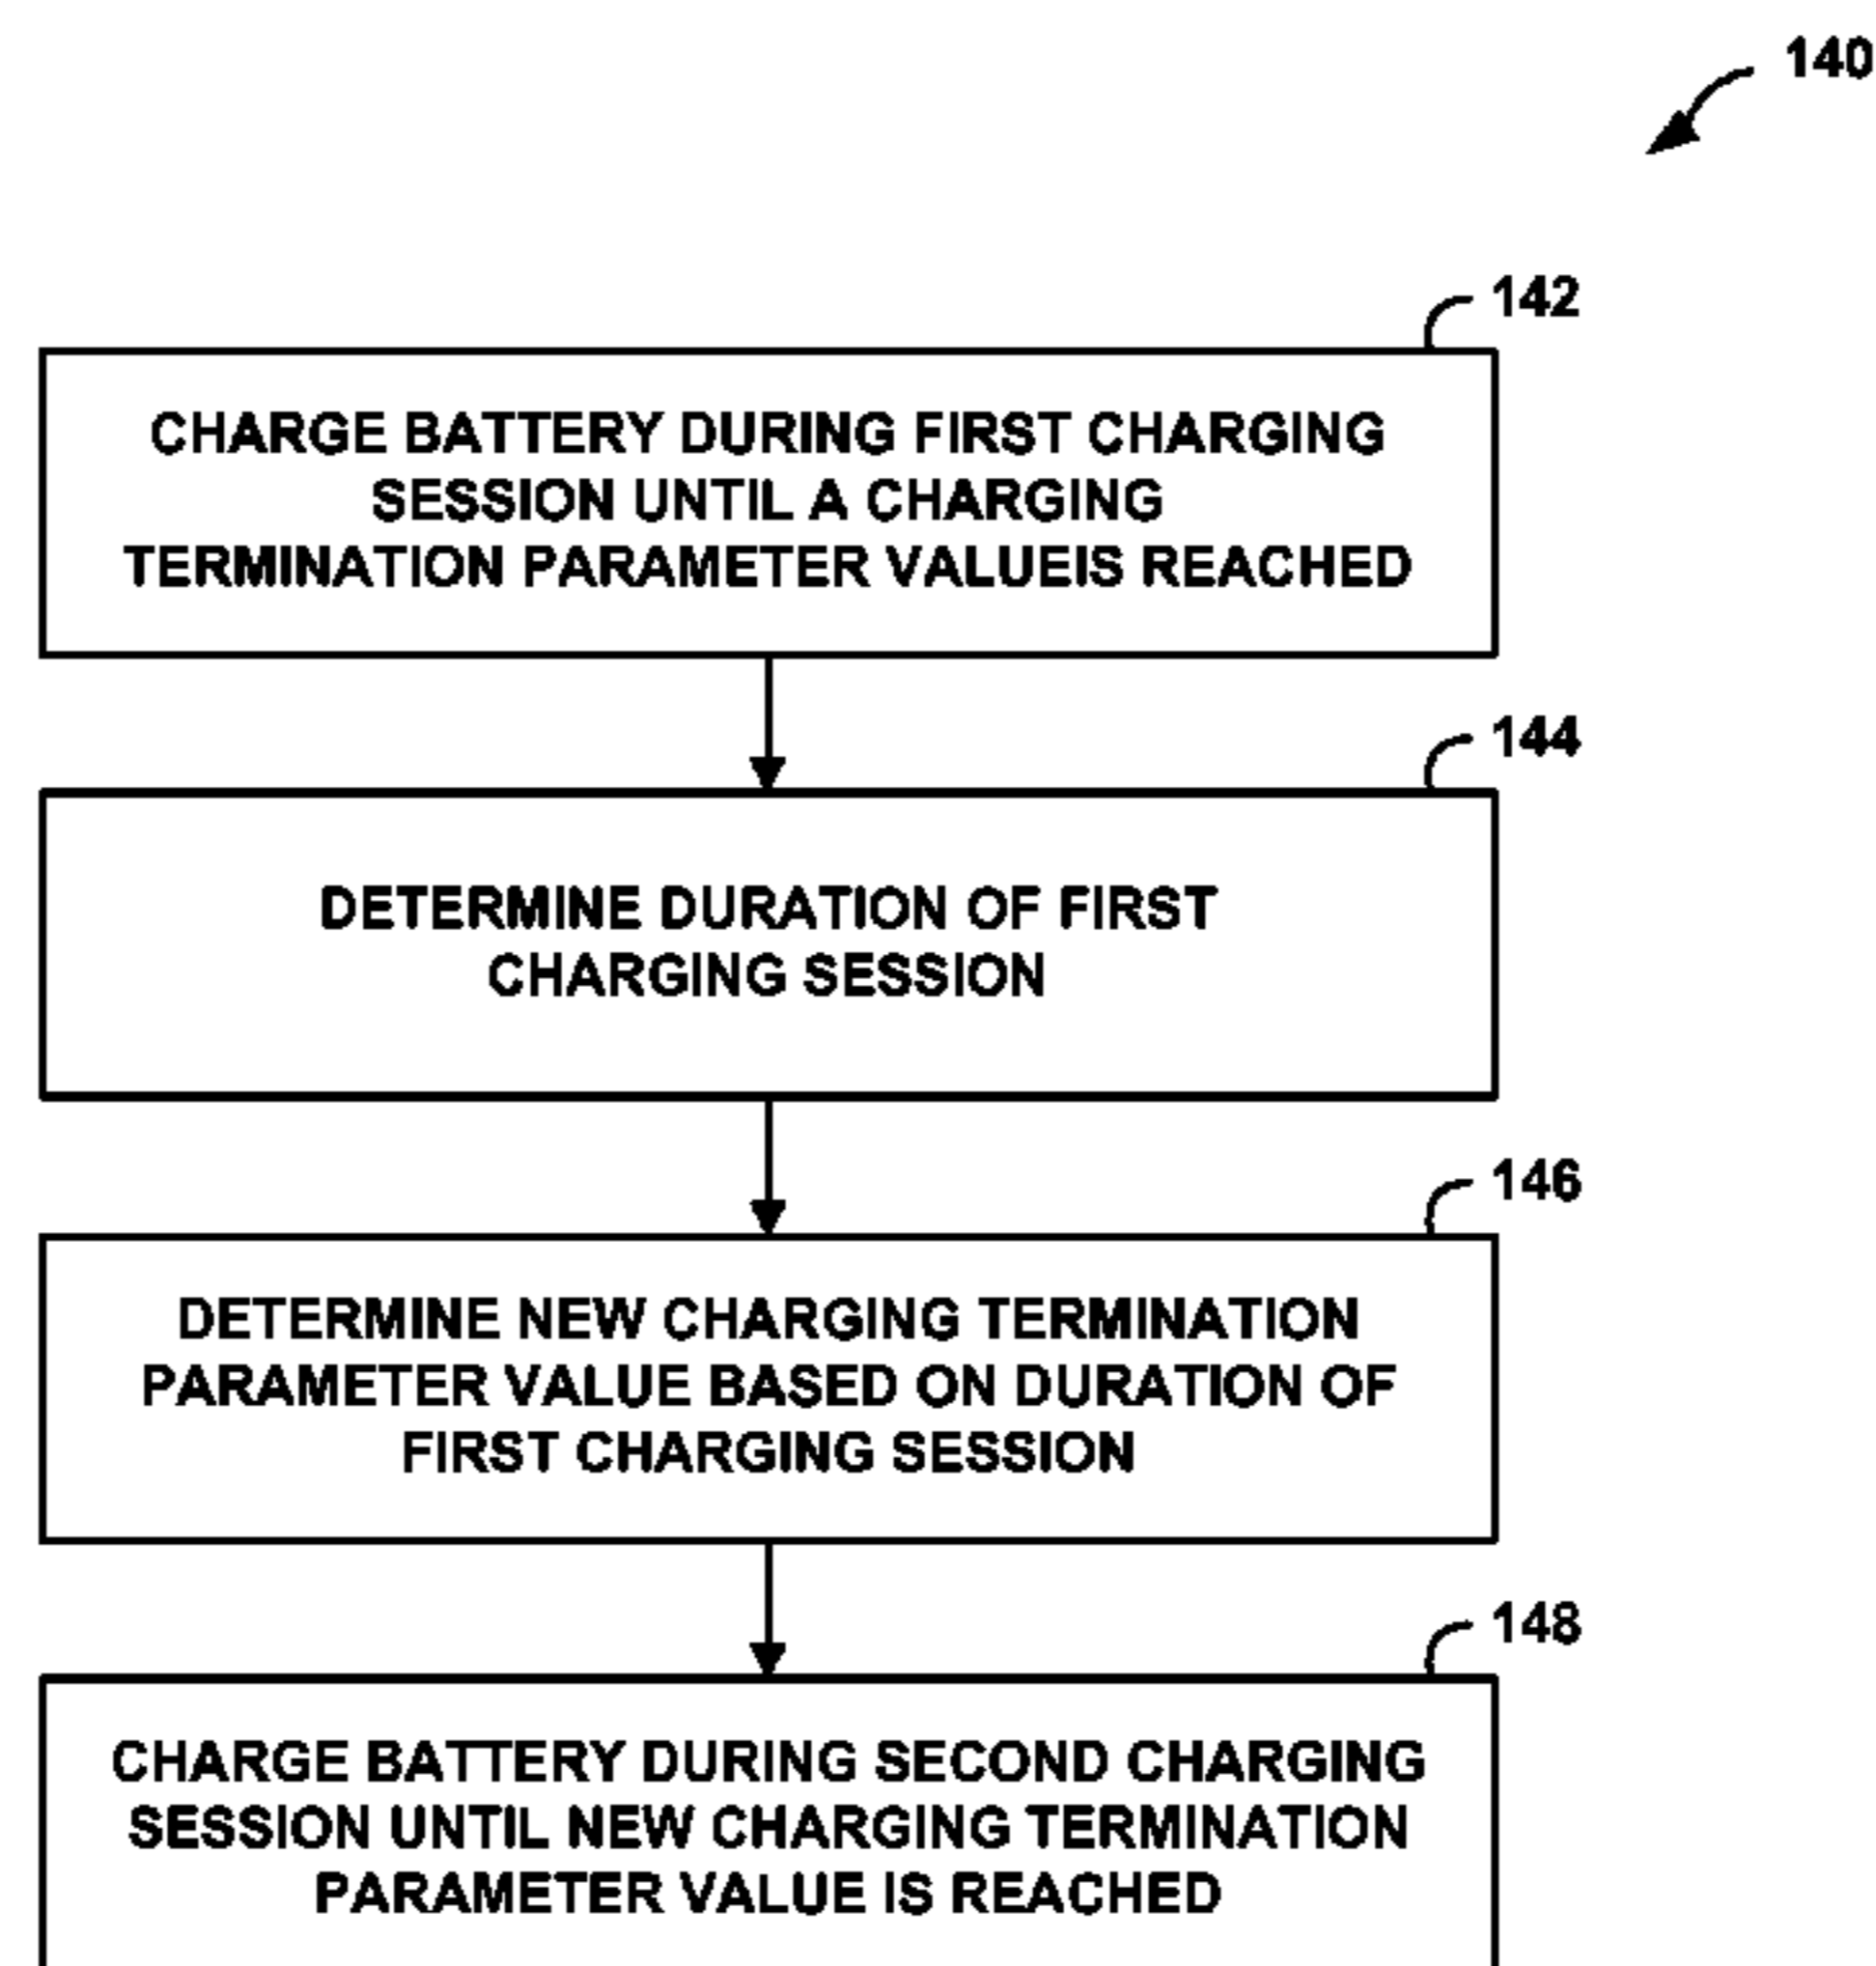 140
142
CHARGE BATTERY DURING FIRST CHARGING
SESSION UNTIL A CHARGING
TERMINATION PARAMETER VALUEIS REACHED
144
DETERMINE DURATION OF FIRST
CHARGING SESSION
146
DETERMINE NEW CHARGING TERMINATION
PARAMETER VALUE BASED ON DURATION OF
FIRST CHARGING SESSION
148
CHARGE BATTERY DURING SECOND CHARGING
SESSION UNTIL NEW CHARGING TERMINATION
PARAMETER VALUE IS REACHED